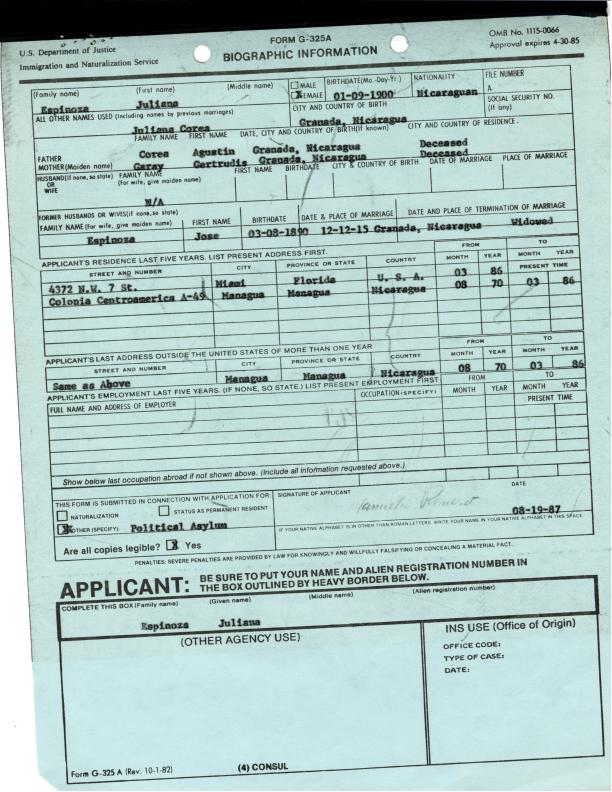 U.S. Department of Justice
Immigration and Naturalization Service
FORM G-325A
BIOGRAPHIC INFORMATION
OMB No. 1115-0066
Approval expires 4-30-85
(Family name) (First name) (Middle name) MALE FEMALE BIRTHDATE(Mo.-Day-Yr.) NATIONALITY FILE NUMBER
Espinoza Juliana X 01-09-1900 Nicaraguan A
ALL OTHER NAMES USED (Including names by previous marriages) CITY AND COUNTRY OF BIRTH SOCIAL SECURITY NO. (If any)
Juliana Corea Granada, Nicaragua
FAMILY NAME FIRST NAME DATE, CITY AND COUNTRY OF BIRTH(If known) CITY AND COUNTRY OF RESIDENCE.
FATHER Corea Agustin Granada, Nicaragua Deceased
MOTHER(Maiden name) Garay Gertrudis Granada, Nicaragua Deceased
HUSBAND(If none, so state) OR WIFE FAMILY NAME (For wife, give maiden name) FIRST NAME BIRTHDATE CITY & COUNTRY OF BIRTH DATE OF MARRIAGE PLACE OF MARRIAGE
N/A
FORMER HUSBANDS OR WIVES(if none, so state)
FAMILY NAME (For wife, give maiden name) FIRST NAME BIRTHDATE DATE & PLACE OF MARRIAGE DATE AND PLACE OF TERMINATION OF MARRIAGE
Espinoza Jose 03-08-1890 12-12-15 Granada, Nicaragua Widowed
APPLICANT'S RESIDENCE LAST FIVE YEARS. LIST PRESENT ADDRESS FIRST. FROM TO
STREET AND NUMBER CITY PROVINCE OR STATE COUNTRY MONTH YEAR MONTH YEAR
4372 N.W. 7 St. Miami Florida U. S. A. 03 86 PRESENT TIME
Colonia Centroamerica A-49 Managua Managua Nicaragua 08 70 03 86
APPLICANT'S LAST ADDRESS OUTSIDE THE UNITED STATES OF MORE THAN ONE YEAR FROM TO
STREET AND NUMBER CITY PROVINCE OR STATE COUNTRY MONTH YEAR MONTH YEAR
Same as Above Managua Managua Nicaragua 08 70 03 86
APPLICANT'S EMPLOYMENT LAST FIVE YEARS. (IF NONE, SO STATE.) LIST PRESENT EMPLOYMENT FIRST FROM TO
FULL NAME AND ADDRESS OF EMPLOYER OCCUPATION(SPECIFY) MONTH YEAR MONTH YEAR
PRESENT TIME
Show below last occupation abroad if not shown above. (Include all information requested above.)
THIS FORM IS SUBMITTED IN CONNECTION WITH APPLICATION FOR: SIGNATURE OF APPLICANT DATE
NATURALIZATION STATUS AS PERMANENT RESIDENT
X OTHER (SPECIFY): Political Asylum 08-19-87
IF YOUR NATIVE ALPHABET IS IN OTHER THAN ROMAN LETTERS, WRITE YOUR NAME IN YOUR NATIVE ALPHABET IN THIS SPACE.
Are all copies legible? X Yes
PENALTIES: SEVERE PENALTIES ARE PROVIDED BY LAW FOR KNOWINGLY AND WILLFULLY FALSIFYING OR CONCEALING A MATERIAL FACT.
APPLICANT: BE SURE TO PUT YOUR NAME AND ALIEN REGISTRATION NUMBER IN
THE BOX OUTLINED BY HEAVY BORDER BELOW.
COMPLETE THIS BOX (Family name) (Given name) (Middle name) (Alien registration number)
Espinoza Juliana
(OTHER AGENCY USE) INS USE (Office of Origin)
OFFICE CODE:
TYPE OF CASE:
DATE:
Form G-325 A (Rev. 10-1-82) (4) CONSUL